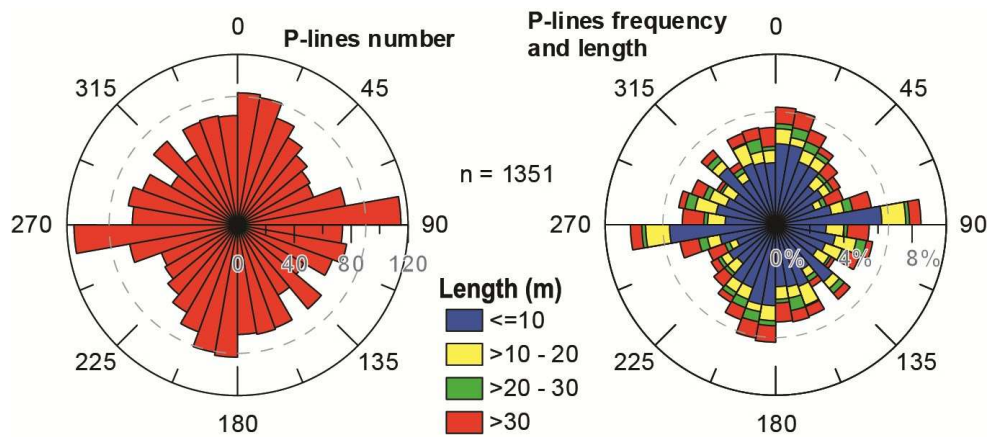 P-lines number
0
45
90
135
180
225
270
315
0 40 80 120
n = 1351
P-lines frequency
and length
0
45
90
135
180
225
270
315
0% 4% 8%
Length (m)
<=10
>10 - 20
>20 - 30
>30